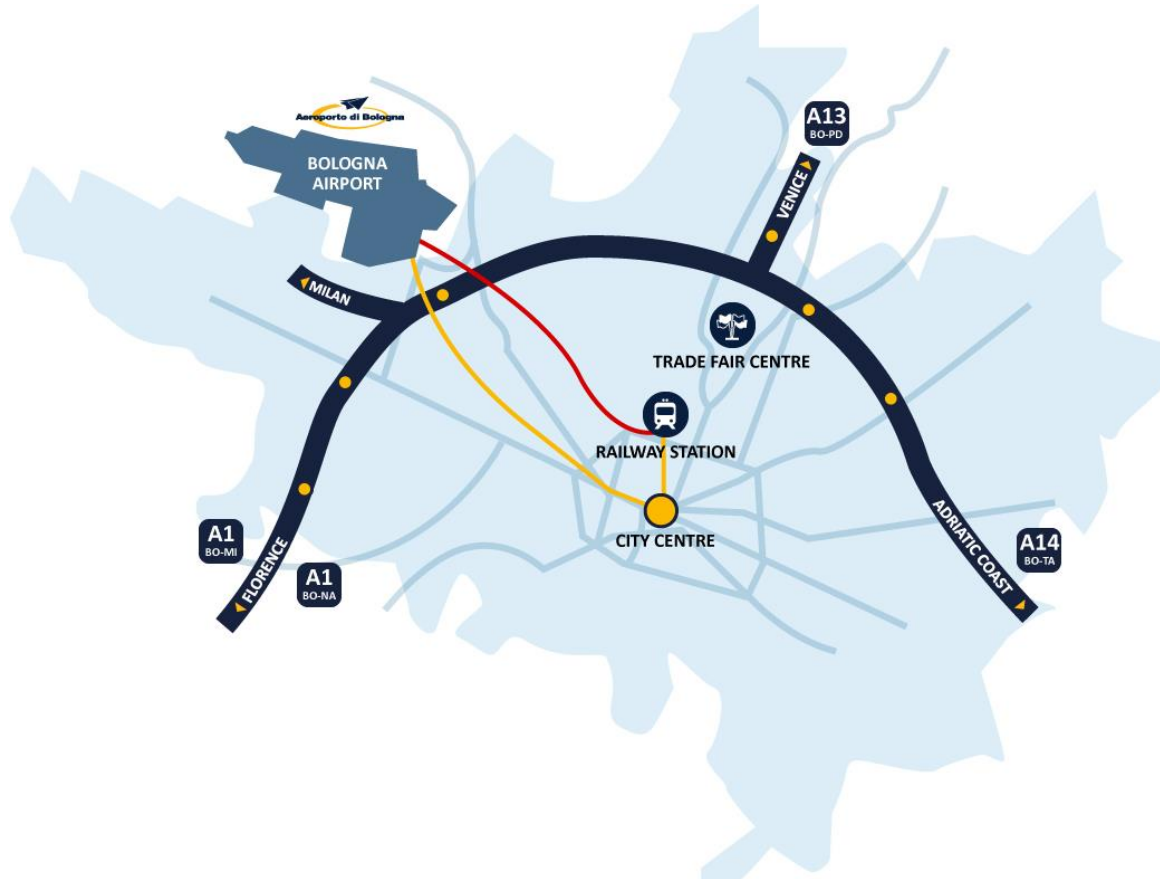 Aeroporto di Bologna
BOLOGNA
AIRPORT
A13
BO-PD
VENICE
MILAN
TRADE FAIR CENTRE
RAILWAY STATION
CITY CENTRE
A1
BO-MI
FLORENCE
A1
BO-NA
ADRIATIC COAST
A14
BO-TA